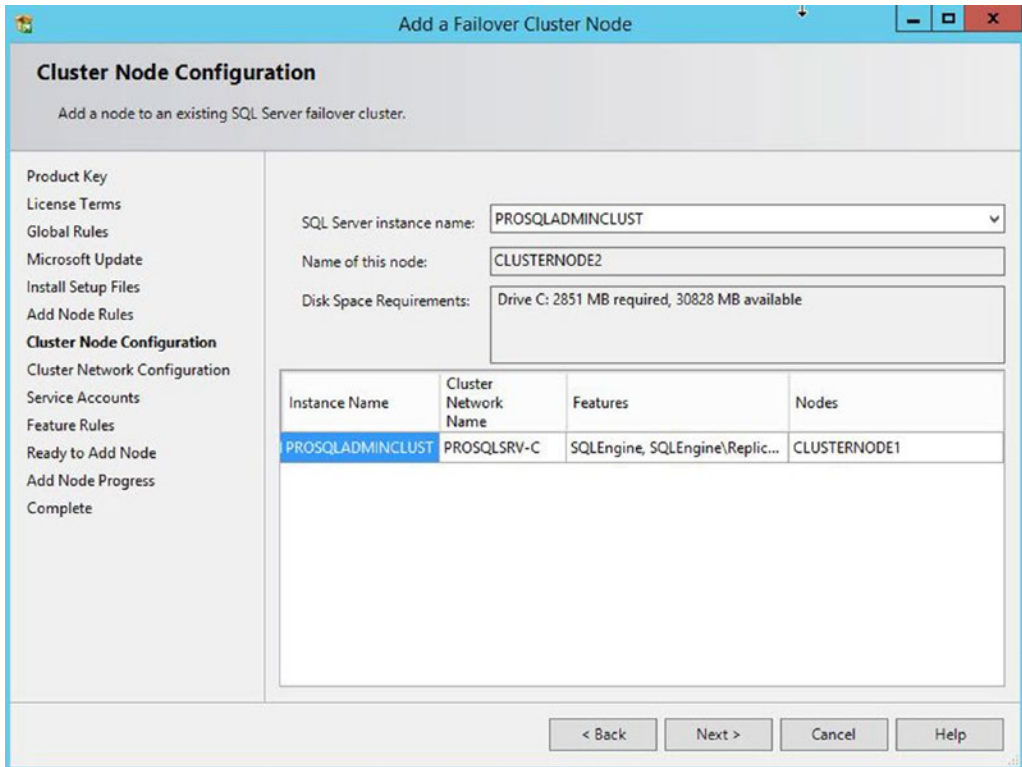 Add a Failover Cluster Node
Cluster Node Configuration
Add a node to an existing SQL Server failover cluster.
Product Key
License Terms
Global Rules
Microsoft Update
Install Setup Files
Add Node Rules
Cluster Node Configuration
Cluster Network Configuration
Service Accounts
Feature Rules
Ready to Add Node
Add Node Progress
Complete
SQL Server instance name: PROSQLADMINCLUST
Name of this node: CLUSTERNODE2
Disk Space Requirements: Drive C: 2851 MB required, 30828 MB available
Instance Name Cluster Network Name Features Nodes
PROSQLADMINCLUST PROSQLSRV-C SQLEngine, SQLEngine\Replic... CLUSTERNODE1
< Back Next > Cancel Help